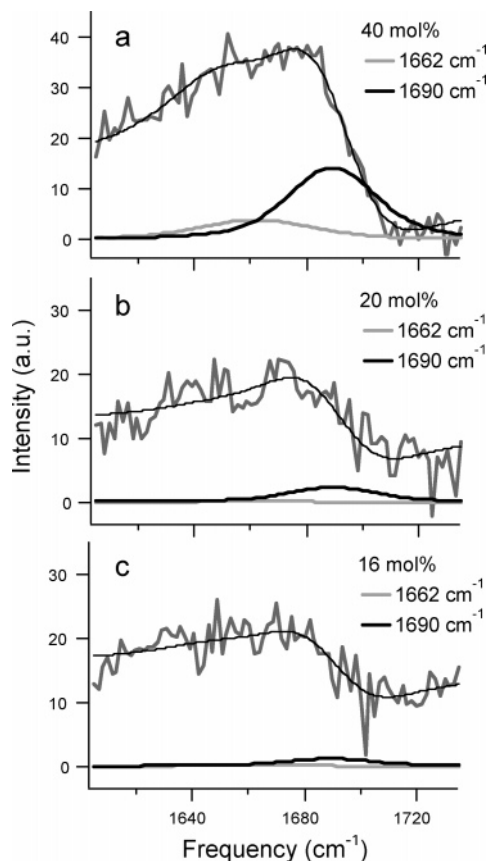 a
40 mol%
1662 cm⁻¹
1690 cm⁻¹
40
30
20
10
0
b
20 mol%
1662 cm⁻¹
1690 cm⁻¹
30
20
10
0
Intensity (a.u.)
c
16 mol%
1662 cm⁻¹
1690 cm⁻¹
30
20
10
0
1640 1680 1720
Frequency (cm⁻¹)